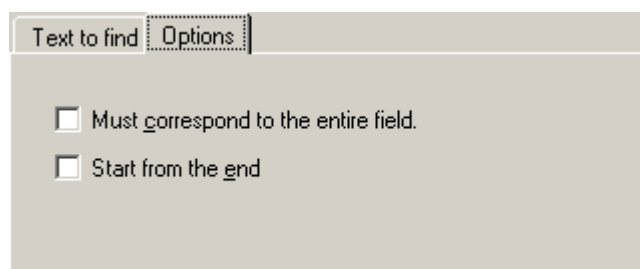 Text to find Options
Must correspond to the entire field.
Start from the end